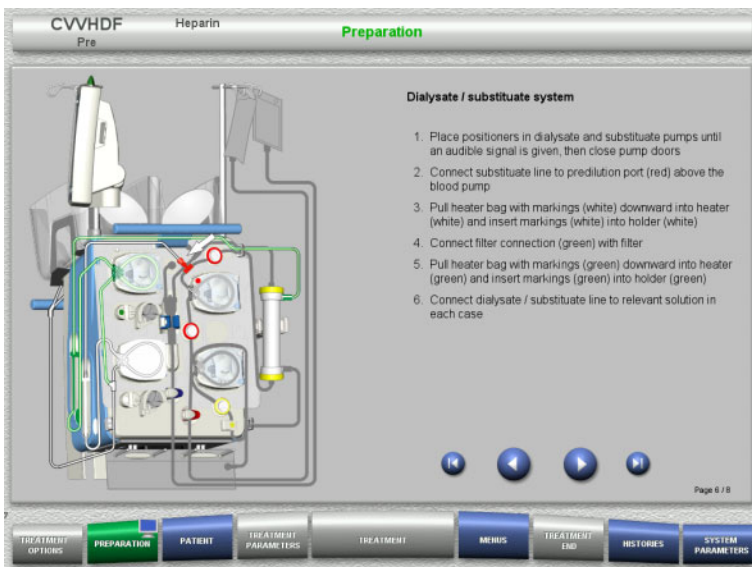 CVVHDF
Heparin
Pre
Preparation
Dialysate / substituate system
1. Place positioners in dialysate and substituate pumps until
an audible signal is given, then close pump doors
2. Connect substituate line to predilution port (red) above the
blood pump
3. Pull heater bag with markings (white) downward into heater
(white) and insert markings (white) into holder (white)
4. Connect filter connection (green) with filter
5. Pull heater bag with markings (green) downward into heater
(green) and insert markings (green) into holder (green)
6. Connect dialysate / substituate line to relevant solution in
each case
Page 6 / 8
TREATMENT
OPTIONS
PREPARATION
PATIENT
TREATMENT
PARAMETERS
TREATMENT
MENUS
TREATMENT
END
HISTORIES
SYSTEM
PARAMETERS